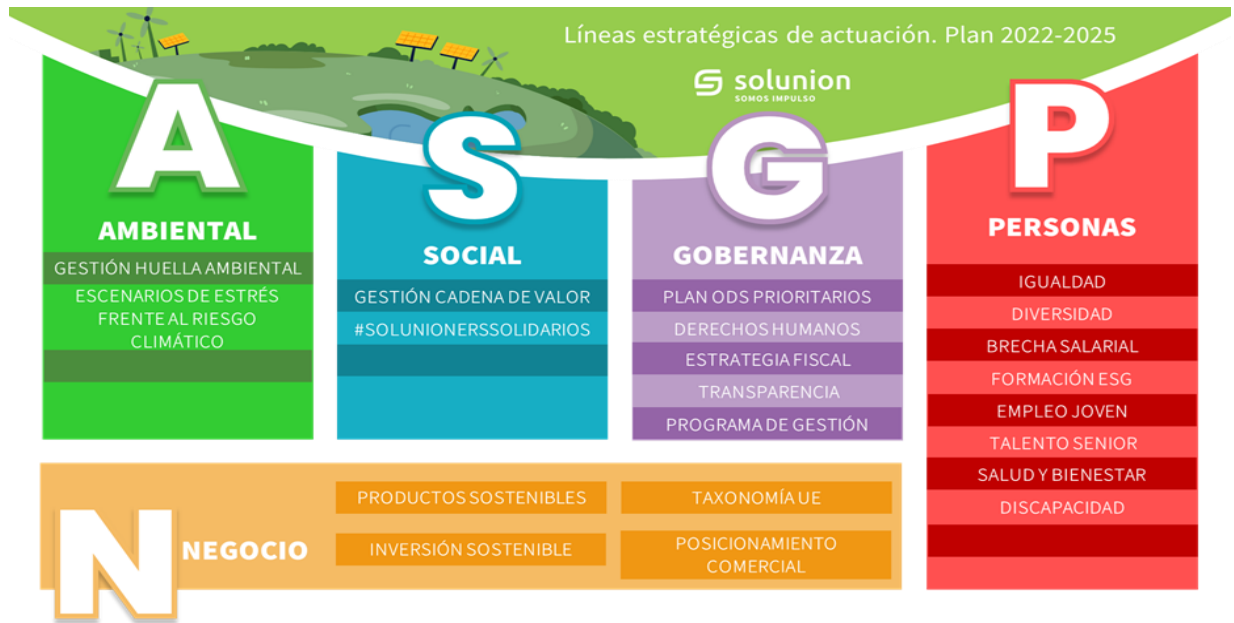 Líneas estratégicas de actuación. Plan 2022-2025
solunion
SOMOS IMPULSO
A
AMBIENTAL
GESTIÓN HUELLA AMBIENTAL
ESCENARIOS DE ESTRÉS
FRENTE AL RIESGO
CLIMÁTICO
S
SOCIAL
GESTIÓN CADENA DE VALOR
#SOLUNIONERSSOLIDARIOS
G
GOBERNANZA
PLAN ODS PRIORITARIOS
DERECHOS HUMANOS
ESTRATEGIA FISCAL
TRANSPARENCIA
PROGRAMA DE GESTIÓN
P
PERSONAS
IGUALDAD
DIVERSIDAD
BRECHA SALARIAL
FORMACIÓN ESG
EMPLEO JOVEN
TALENTO SENIOR
SALUD Y BIENESTAR
DISCAPACIDAD
N
NEGOCIO
PRODUCTOS SOSTENIBLES
TAXONOMÍA UE
INVERSIÓN SOSTENIBLE
POSICIONAMIENTO
COMERCIAL